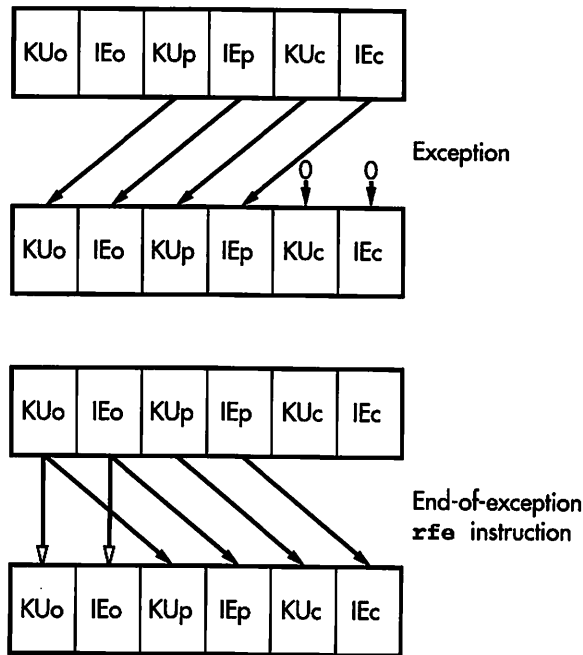 KUo IEo KUp IEp KUc IEc
Exception
0 0
KUo IEo KUp IEp KUc IEc
KUo IEo KUp IEp KUc IEc
End-of-exception
rfe instruction
KUo IEo KUp IEp KUc IEc